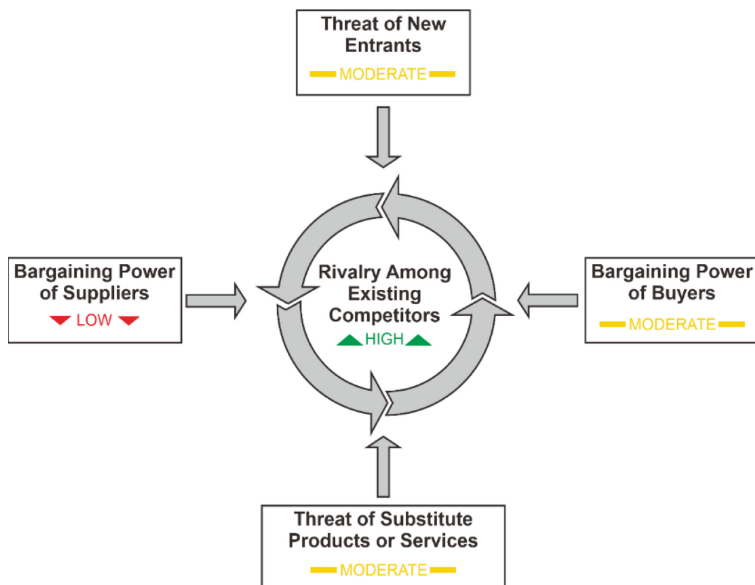 Threat of New
Entrants
MODERATE
Bargaining Power
of Suppliers
LOW
Rivalry Among
Existing
Competitors
HIGH
Bargaining Power
of Buyers
MODERATE
Threat of Substitute
Products or Services
MODERATE